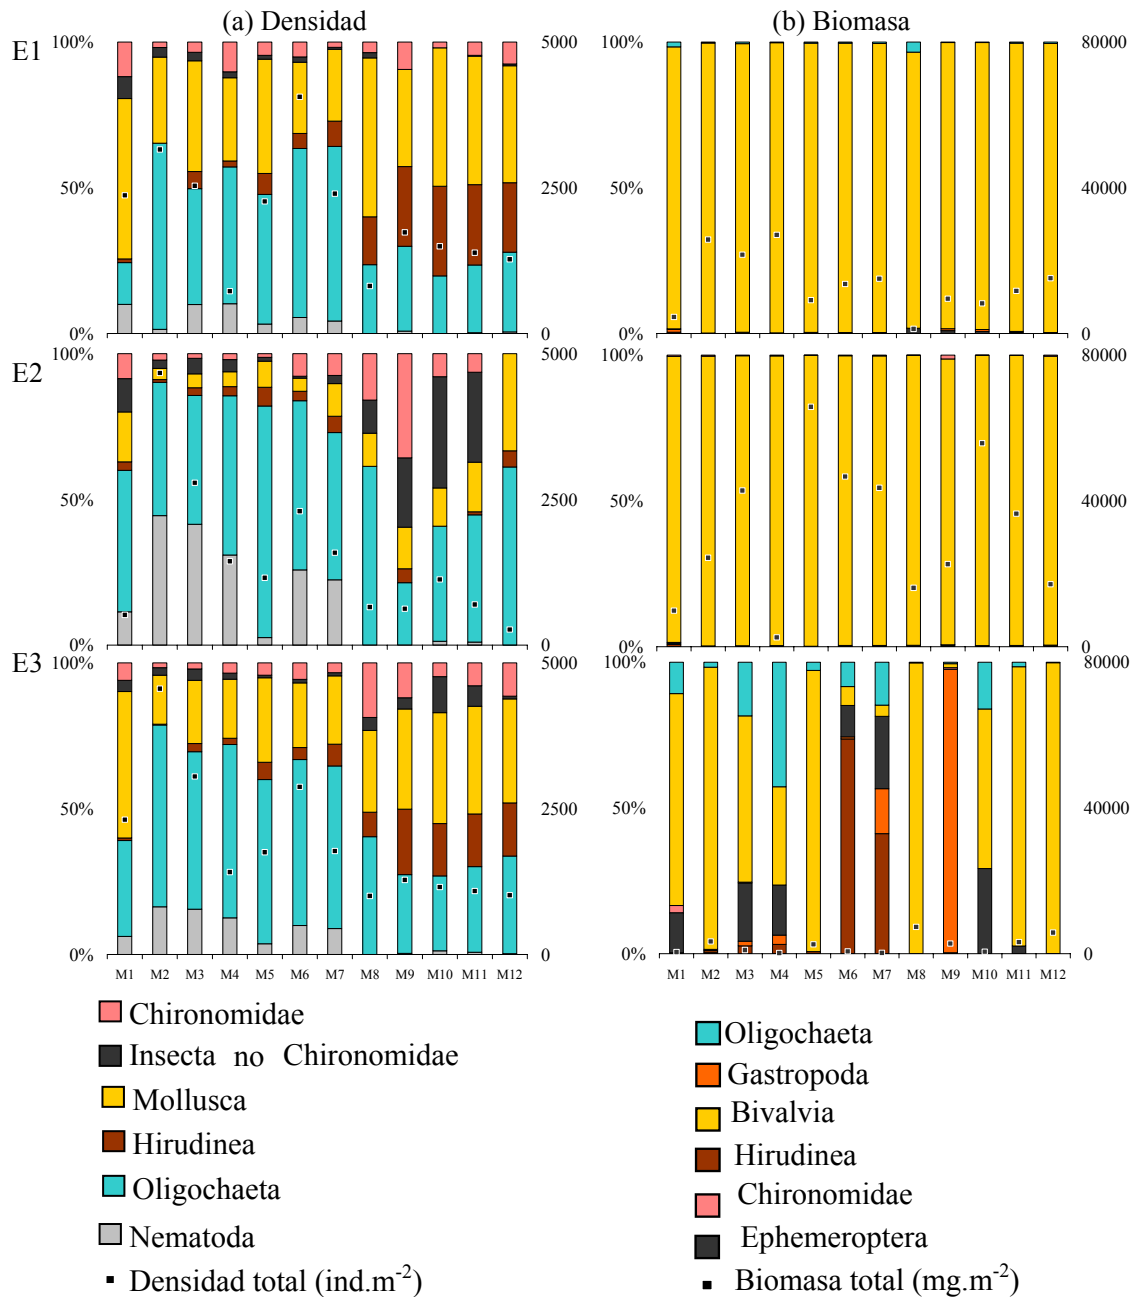 (a) Densidad
(b) Biomasa
E1
100%
50%
0%
5000
2500
0
100%
50%
0%
80000
40000
0
E2
100%
50%
0%
5000
2500
0
100%
50%
0%
80000
40000
0
E3
100%
50%
0%
5000
2500
0
100%
50%
0%
80000
40000
0
M1 M2 M3 M4 M5 M6 M7 M8 M9 M10 M11 M12
M1 M2 M3 M4 M5 M6 M7 M8 M9 M10 M11 M12
Chironomidae
Insecta no Chironomidae
Mollusca
Hirudinea
Oligochaeta
Nematoda
Densidad total (ind.m-2)
Oligochaeta
Gastropoda
Bivalvia
Hirudinea
Chironomidae
Ephemeroptera
Biomasa total (mg.m-2)